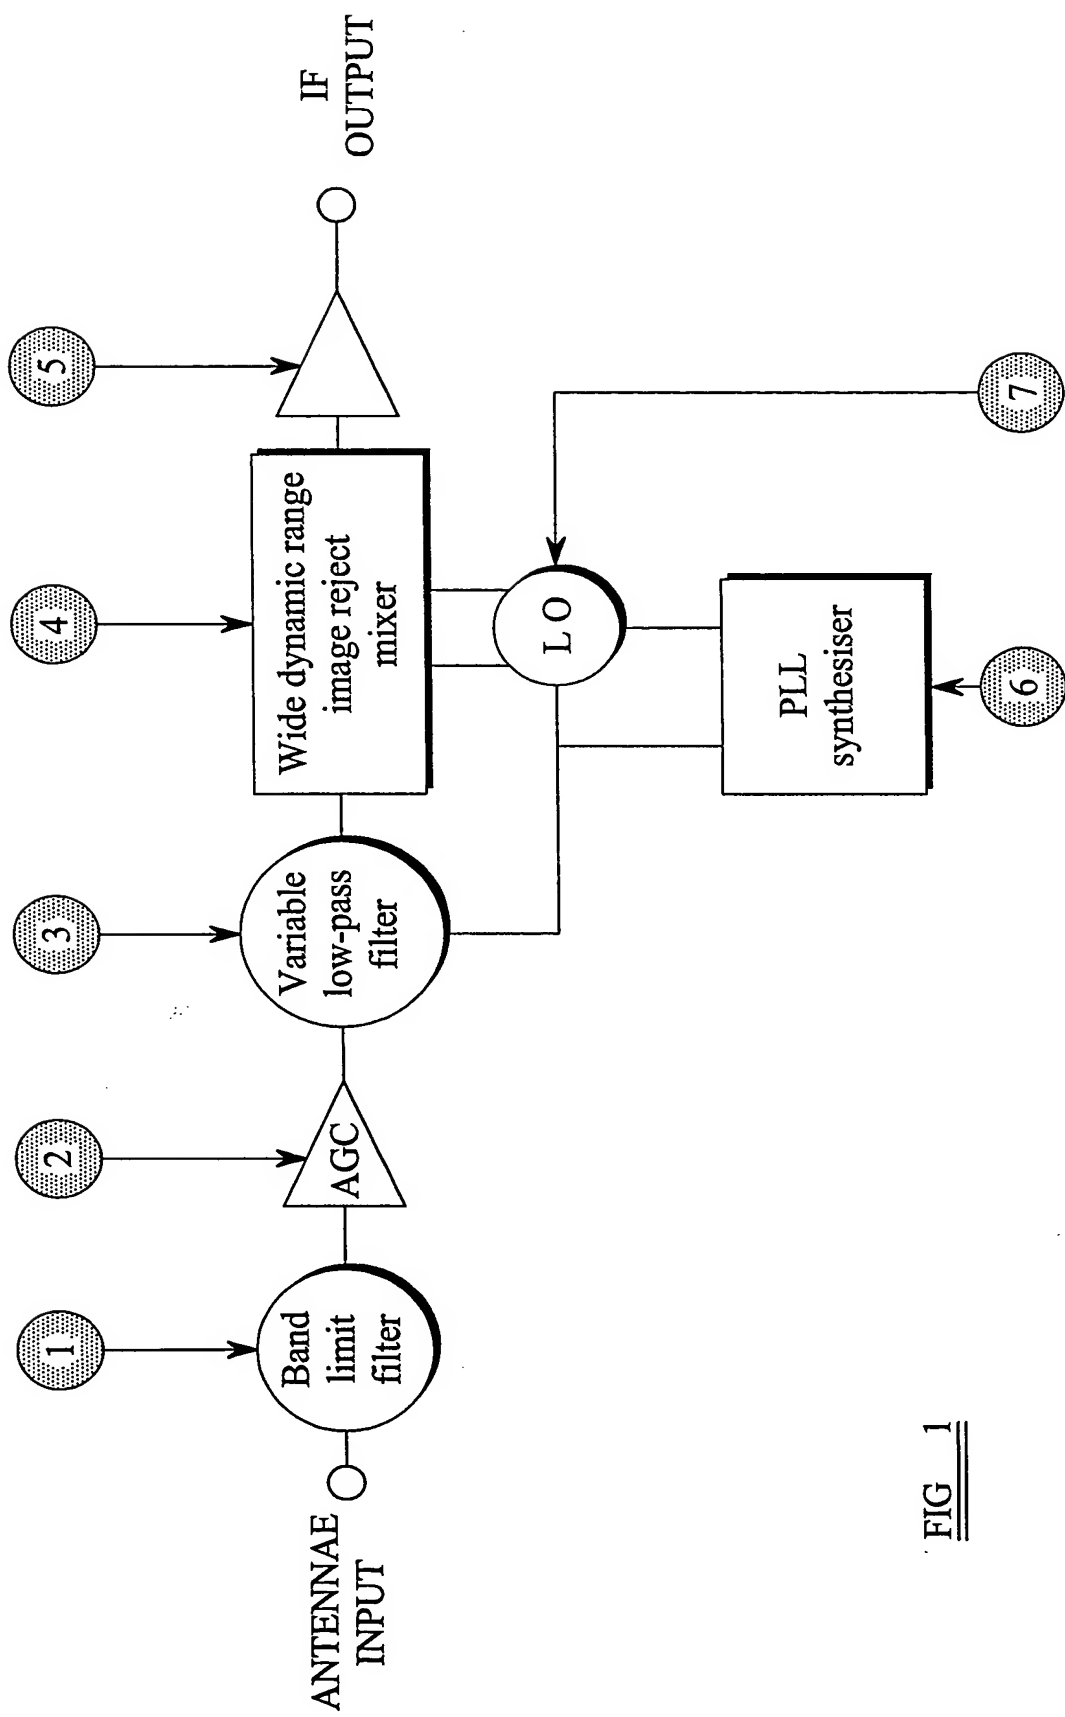 1
2
3
4
5
ANTENNAE
INPUT
Band
limit
filter
AGC
Variable
low-pass
filter
Wide dynamic range
image reject
mixer
IF
OUTPUT
L O
PLL
synthesiser
6
7
FIG 1